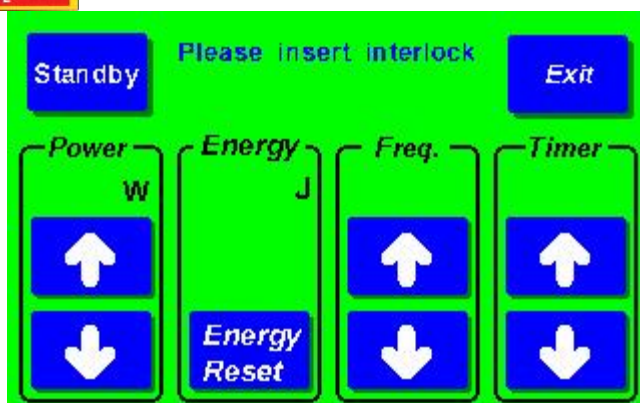 Please insert interlock
Standby
Exit
Power
Energy
Freq.
Timer
W
J
Energy
Reset